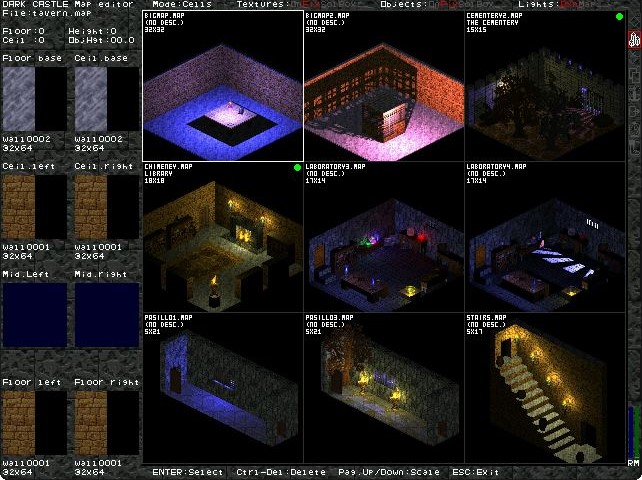 DARK CASTLE Map editor
File:tavern.map
Mode:Cells
Textures:
Objects:
Lights:
Floor:0 Height:0
Ceil :0 ObjHgt:00.0
Floor base Ceil.base
wall0002 wall0002
32x64 32x64
Ceil.left Ceil.right
wall0001 wall0001
32x64 32x64
Mid.Left Mid.right
Floor left Floor right
wall0001 wall0001
32x64 32x64
BIGMAP.MAP
(NO DESC.)
32X32
BIGMAP2.MAP
(NO DESC.)
32X32
CEMENTERY2.MAP
THE CEMENTERY
15X15
CHIMENEY.MAP
LIBRARY
18X18
LABORATORY3.MAP
(NO DESC.)
17X14
LABORATORY4.MAP
(NO DESC.)
17X14
PASILLO1.MAP
(NO DESC.)
5X21
PASILLO3.MAP
(NO DESC.)
5X21
STAIRS.MAP
(NO DESC.)
5X17
RM
ENTER:Select Ctrl-Del:Delete Pag.Up/Down:Scale ESC:Exit